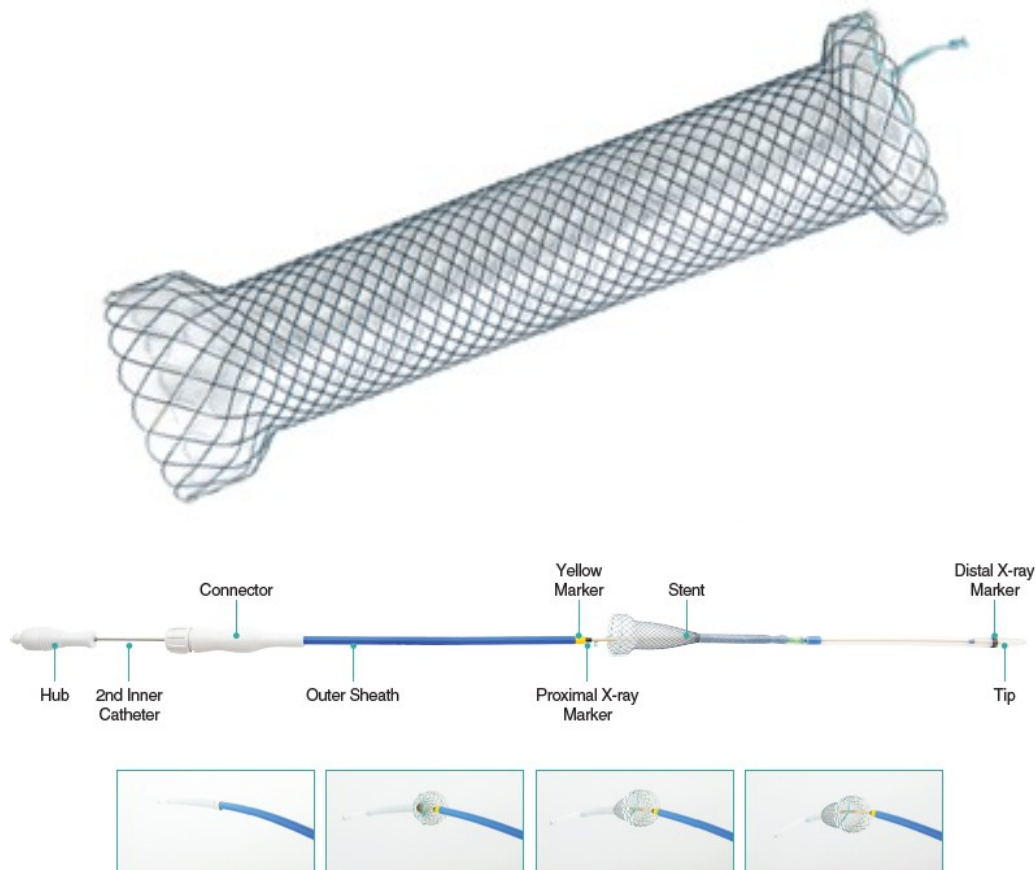 Connector
Yellow
Marker
Stent
Distal X-ray
Marker
Hub
2nd Inner
Catheter
Outer Sheath
Proximal X-ray
Marker
Tip